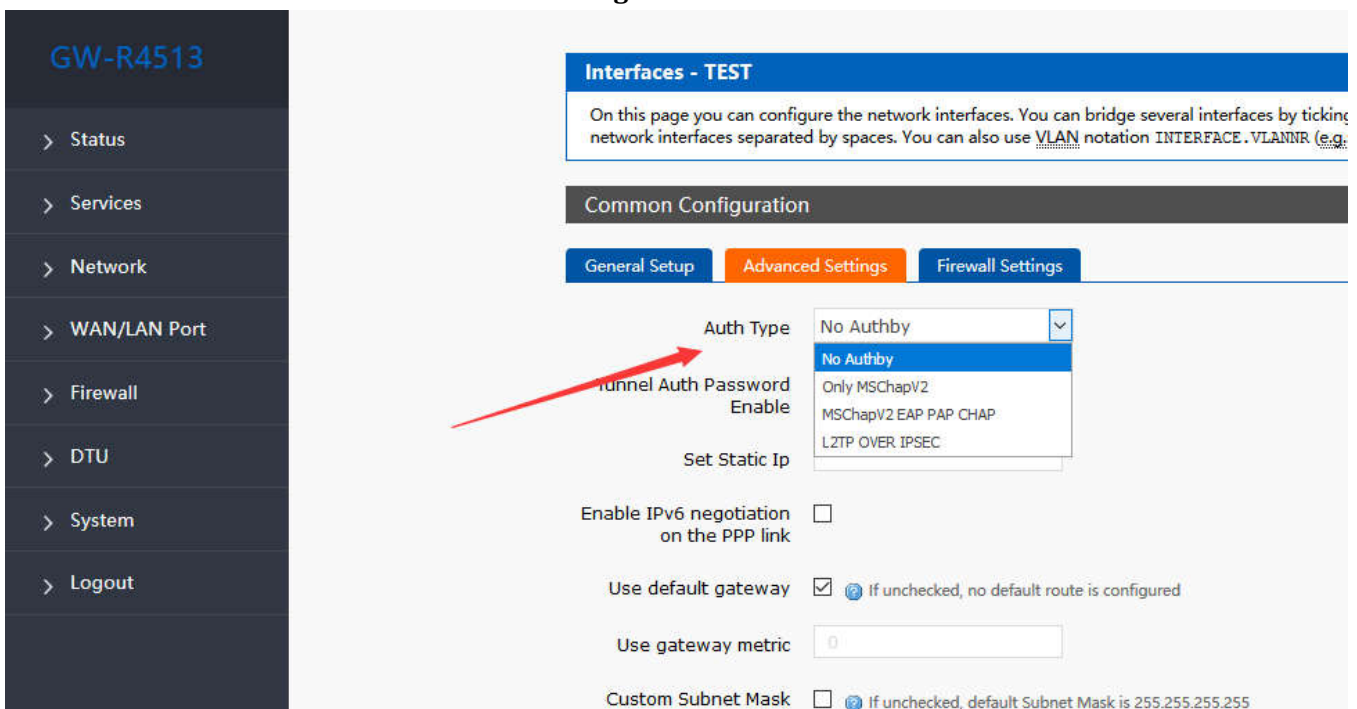 GW-R4513
Status
Services
Network
WAN/LAN Port
Firewall
DTU
System
Logout
Interfaces - TEST
On this page you can configure the network interfaces. You can bridge several interfaces by ticking
network interfaces separated by spaces. You can also use VLAN notation INTERFACE.VLANNR (e.g.
Common Configuration
General Setup Advanced Settings Firewall Settings
Auth Type No Authby
No Authby
Only MSChapV2
MSChapV2 EAP PAP CHAP
L2TP OVER IPSEC
Tunnel Auth Password
Enable
Set Static Ip
Enable IPv6 negotiation
on the PPP link
Use default gateway If unchecked, no default route is configured
Use gateway metric 0
Custom Subnet Mask If unchecked, default Subnet Mask is 255.255.255.255